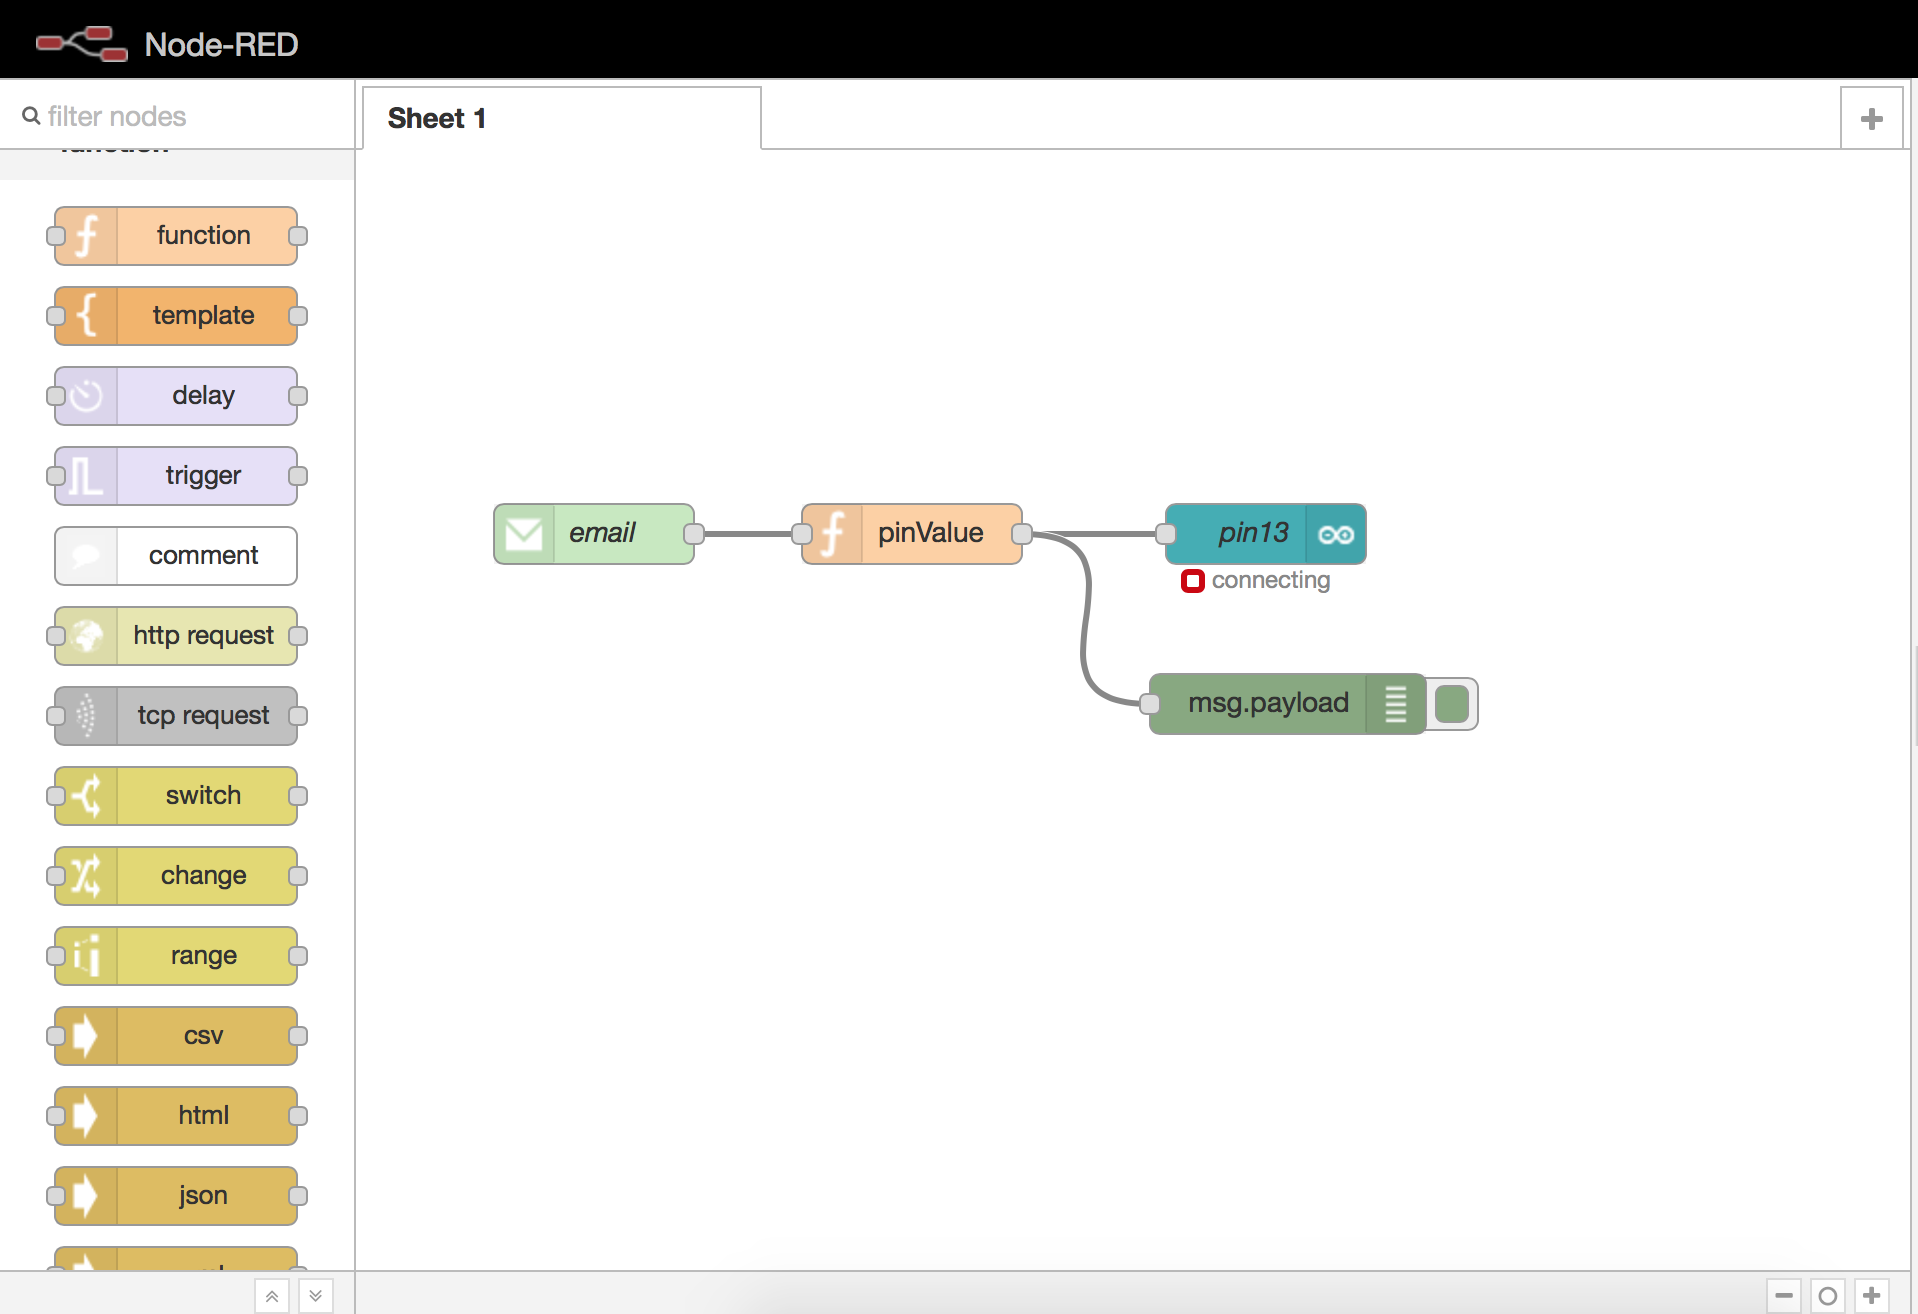 Node-RED
filter nodes
Sheet 1
function
function
template
delay
trigger
comment
http request
tcp request
switch
change
range
csv
html
json
email
pinValue
pin13
connecting
msg.payload